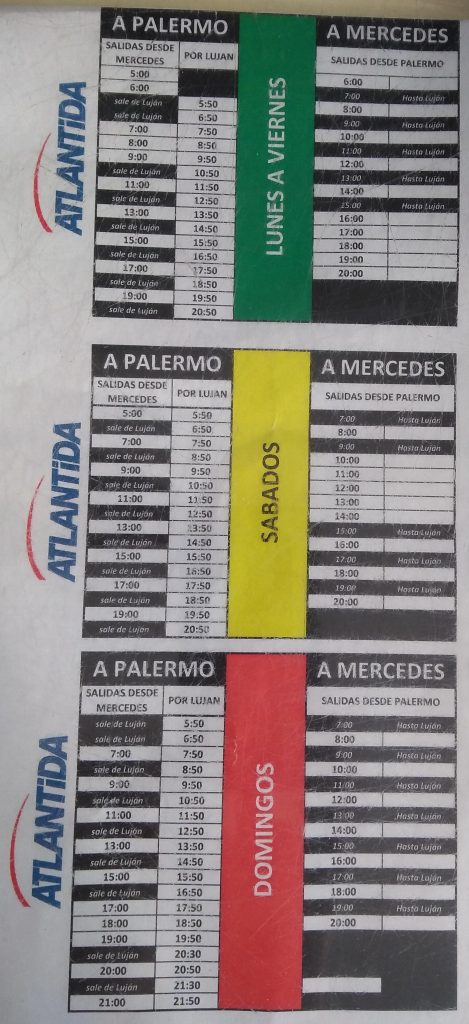 ATLANTIDA
A PALERMO
SALIDAS DESDE MERCEDES POR LUJAN
5:00
6:00
sale de Luján 5:50
sale de Luján 6:50
7:00 7:50
8:00 8:50
9:00 9:50
sale de Luján 10:50
11:00 11:50
sale de Luján 12:50
13:00 13:50
sale de Luján 14:50
15:00 15:50
sale de Luján 16:50
17:00 17:50
sale de Luján 18:50
19:00 19:50
sale de Luján 20:50
LUNES A VIERNES
A MERCEDES
SALIDAS DESDE PALERMO
6:00
7:00 Hasta Luján
8:00
9:00 Hasta Luján
10:00
11:00 Hasta Luján
12:00
13:00 Hasta Luján
14:00
15:00 Hasta Luján
16:00
17:00
18:00
19:00
20:00
ATLANTIDA
A PALERMO
SALIDAS DESDE MERCEDES POR LUJAN
5:00 5:50
sale de Luján 6:50
7:00 7:50
sale de Luján 8:50
9:00 9:50
sale de Luján 10:50
11:00 11:50
sale de Luján 12:50
13:00 13:50
sale de Luján 14:50
15:00 15:50
sale de Luján 16:50
17:00 17:50
sale de Luján 18:50
19:00 19:50
sale de Luján 20:50
SABADOS
A MERCEDES
SALIDAS DESDE PALERMO
7:00 Hasta Luján
8:00
9:00 Hasta Luján
10:00
11:00
12:00
13:00
14:00
15:00 Hasta Luján
16:00
17:00 Hasta Luján
18:00
19:00 Hasta Luján
20:00
ATLANTIDA
A PALERMO
SALIDAS DESDE MERCEDES POR LUJAN
sale de Luján 5:50
sale de Luján 6:50
7:00 7:50
sale de Luján 8:50
9:00 9:50
sale de Luján 10:50
11:00 11:50
sale de Luján 12:50
13:00 13:50
sale de Luján 14:50
15:00 15:50
sale de Luján 16:50
17:00 17:50
18:00 18:50
19:00 19:50
sale de Luján 20:30
20:00 20:50
sale de Luján 21:30
21:00 21:50
DOMINGOS
A MERCEDES
SALIDAS DESDE PALERMO
7:00 Hasta Luján
8:00
9:00 Hasta Luján
10:00
11:00 Hasta Luján
12:00
13:00 Hasta Luján
14:00
15:00 Hasta Luján
16:00
17:00 Hasta Luján
18:00
19:00 Hasta Luján
20:00